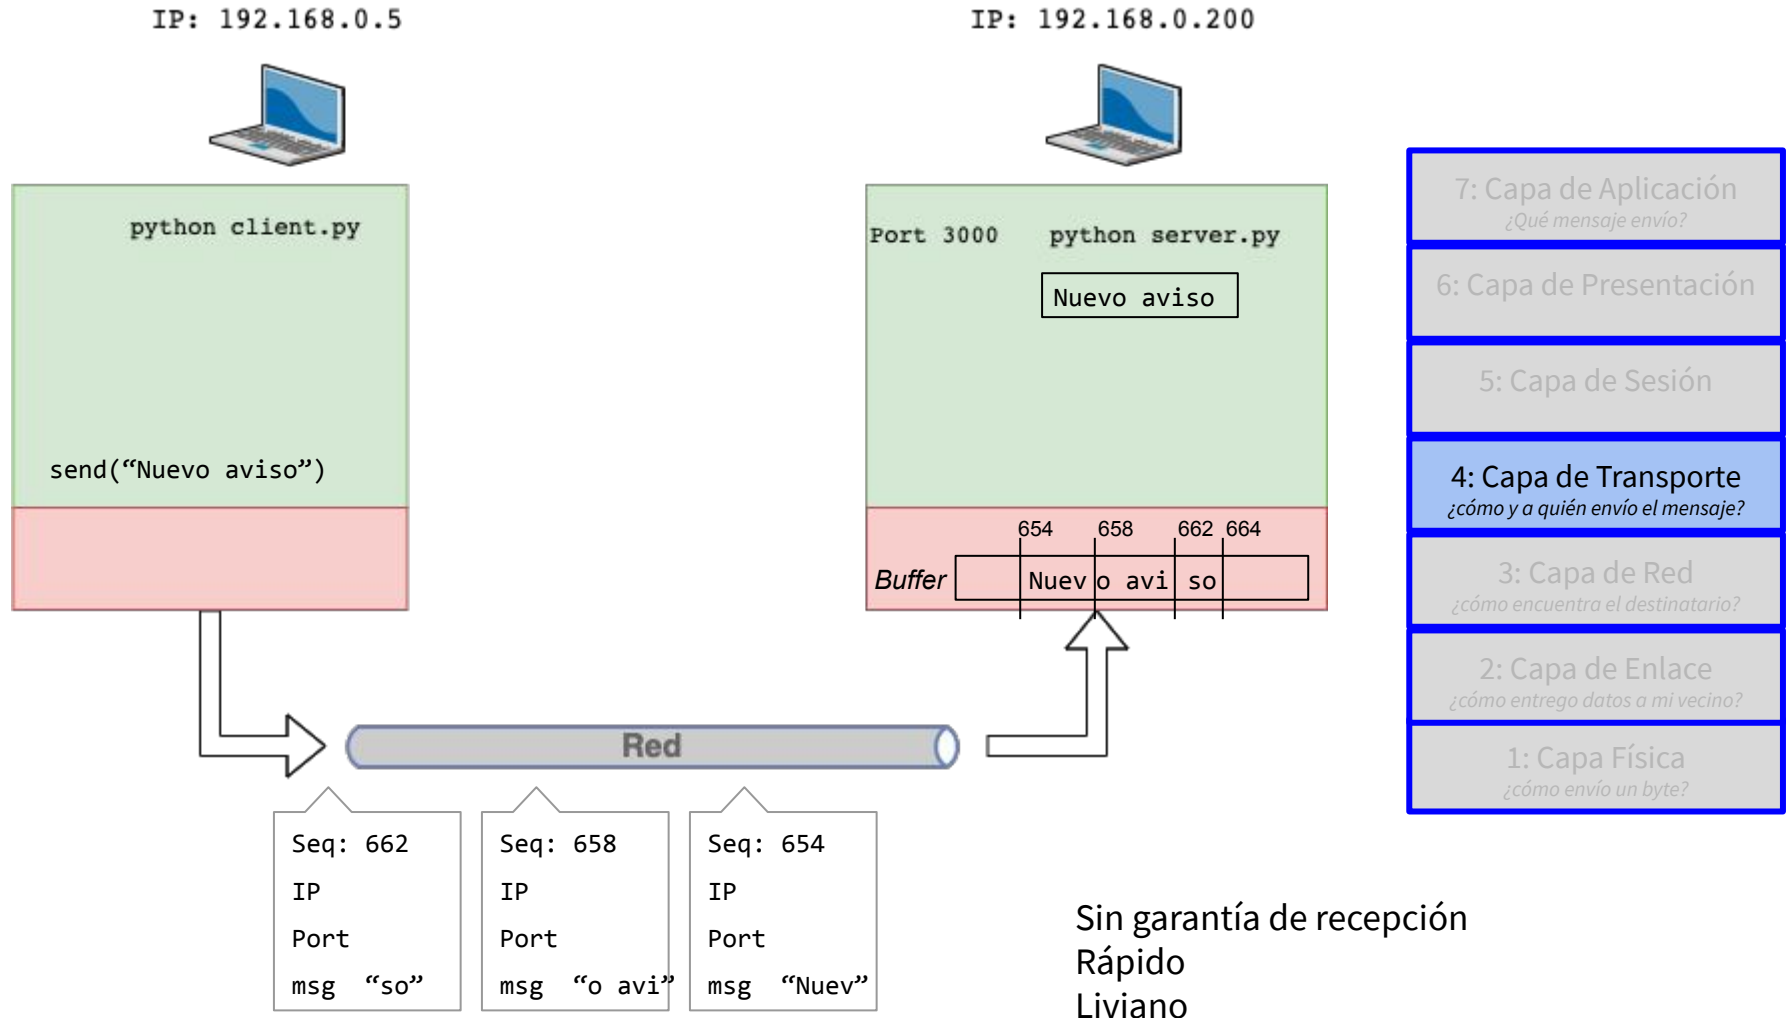 IP: 192.168.0.5
IP: 192.168.0.200
python client.py
send(“Nuevo aviso”)
Port 3000 python server.py
Nuevo aviso
654 658 662 664
Buffer Nuev o avi so
Red
Seq: 662
IP
Port
msg “so”
Seq: 658
IP
Port
msg “o avi”
Seq: 654
IP
Port
msg “Nuev”
7: Capa de Aplicación
¿Qué mensaje envío?
6: Capa de Presentación
5: Capa de Sesión
4: Capa de Transporte
¿cómo y a quién envío el mensaje?
3: Capa de Red
¿cómo encuentra el destinatario?
2: Capa de Enlace
¿cómo entrego datos a mi vecino?
1: Capa Física
¿cómo envío un byte?
Sin garantía de recepción
Rápido
Liviano